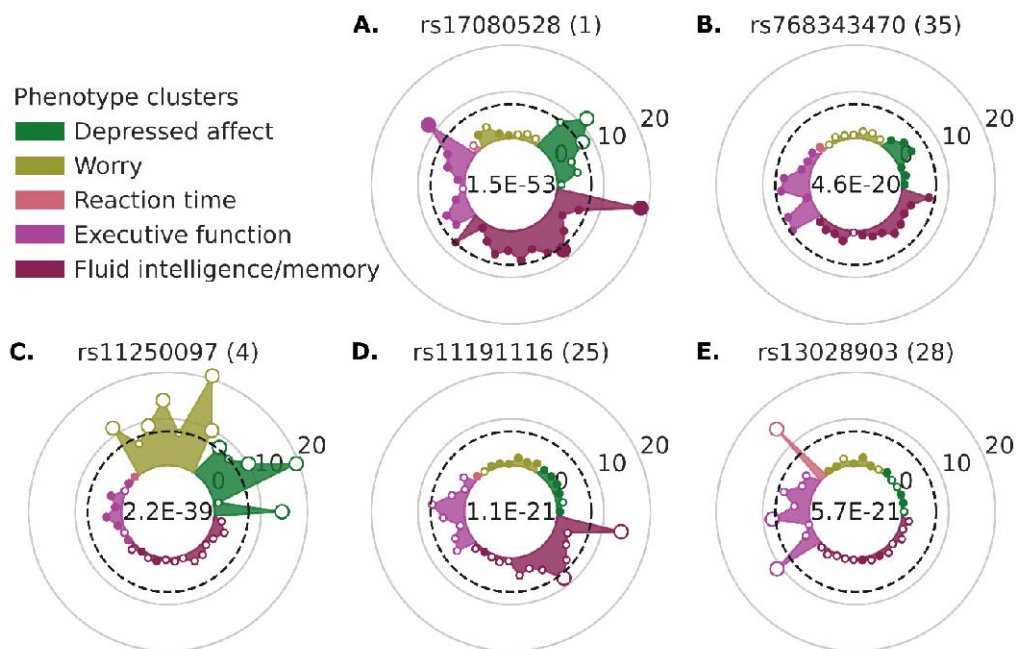 A. rs17080528 (1)
B. rs768343470 (35)
Phenotype clusters
Depressed affect
Worry
Reaction time
Executive function
Fluid intelligence/memory
0 10 20
1.5E-53
0 10 20
4.6E-20
C. rs11250097 (4)
D. rs11191116 (25)
E. rs13028903 (28)
0 10 20
2.2E-39
0 10 20
1.1E-21
0 10 20
5.7E-21